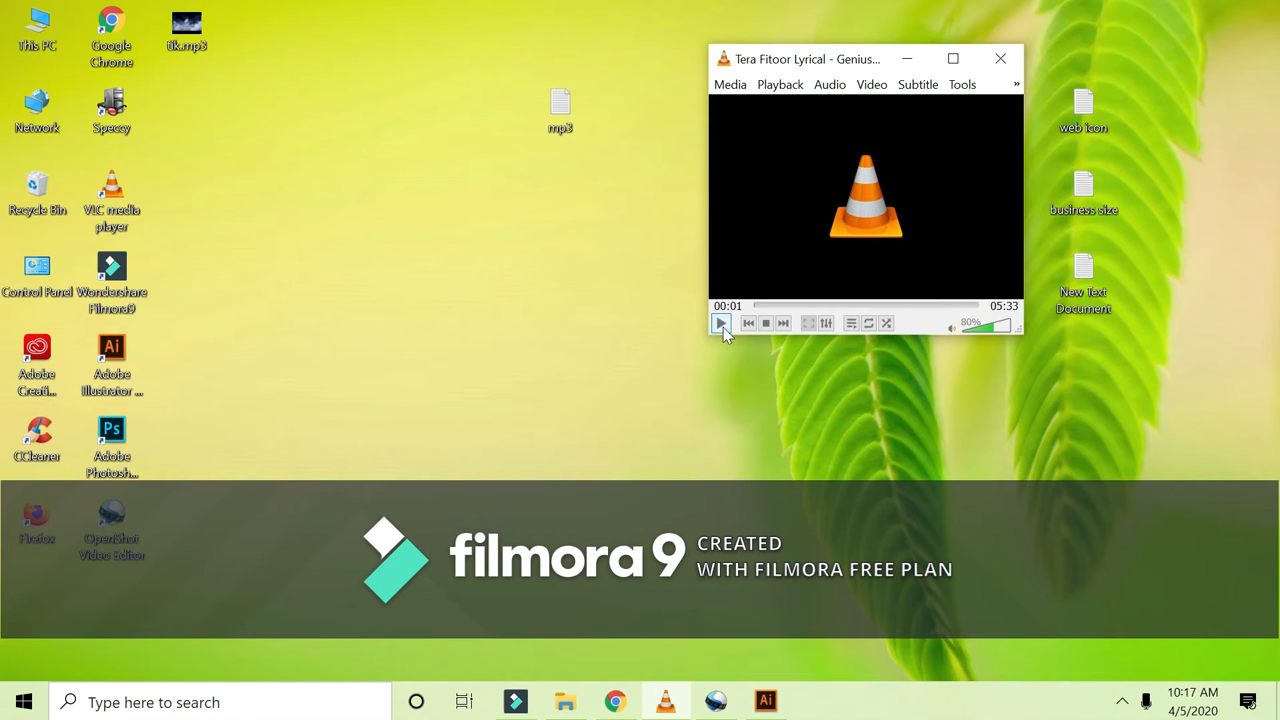 This PC
Google
Chrome
tik.mp3
Network
Speccy
Recycle Bin
VLC media
player
Control Panel
Wondershare
Filmora9
Adobe
Creati...
Ai
Adobe
Illustrator ...
CCleaner
Ps
Adobe
Photosh...
Firefox
OpenShot
Video Editor
mp3
Tera Fitoor Lyrical - Genius...
Media Playback Audio Video Subtitle Tools »
00:01
05:33
80%
web icon
business size
New Text
Document
filmora 9
CREATED
WITH FILMORA FREE PLAN
Type here to search
Ai
10:17 AM
4/5/2020